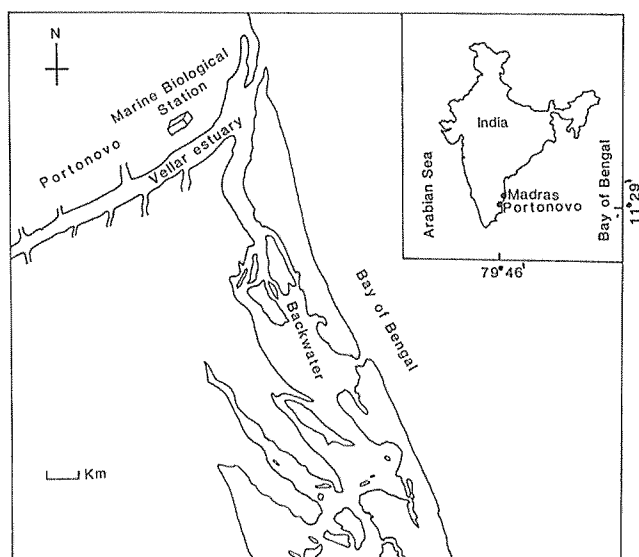 N
Marine Biological
Station
Portonovo
Vellar estuary
Backwater
Bay of Bengal
Km
India
Arabian Sea
Madras
Portonovo
Bay of Bengal
11°29'
79°46'